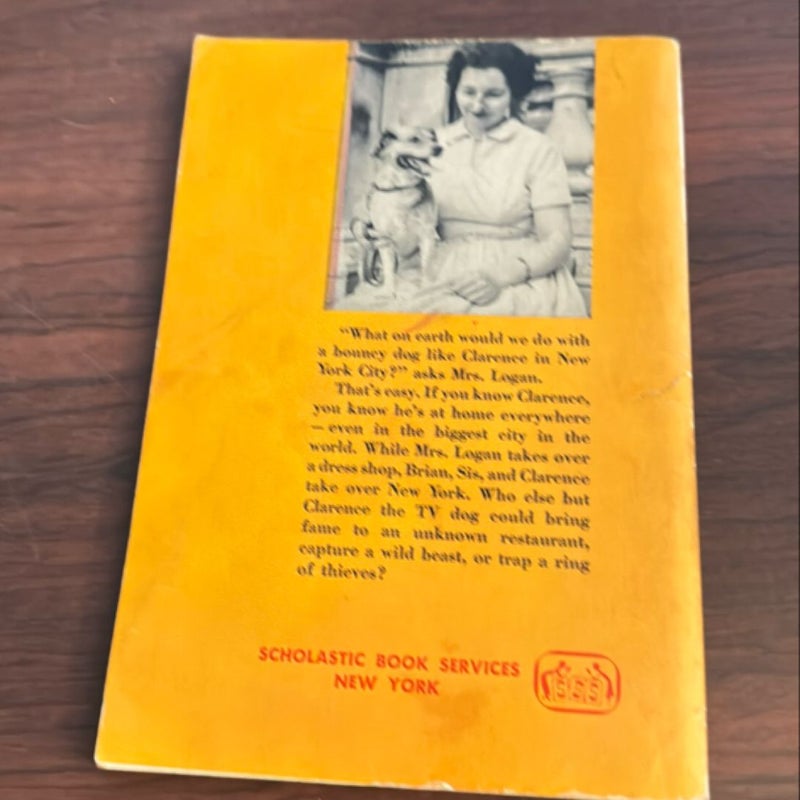 “What on earth would we do with
a bouncy dog like Clarence in New
York City?” asks Mrs. Logan.
That’s easy. If you know Clarence,
you know he’s at home everywhere
— even in the biggest city in the
world. While Mrs. Logan takes over
a dress shop, Brian, Sis, and Clarence
take over New York. Who else but
Clarence the TV dog could bring
fame to an unknown restaurant,
capture a wild beast, or trap a ring
of thieves?
SCHOLASTIC BOOK SERVICES
NEW YORK
SBS